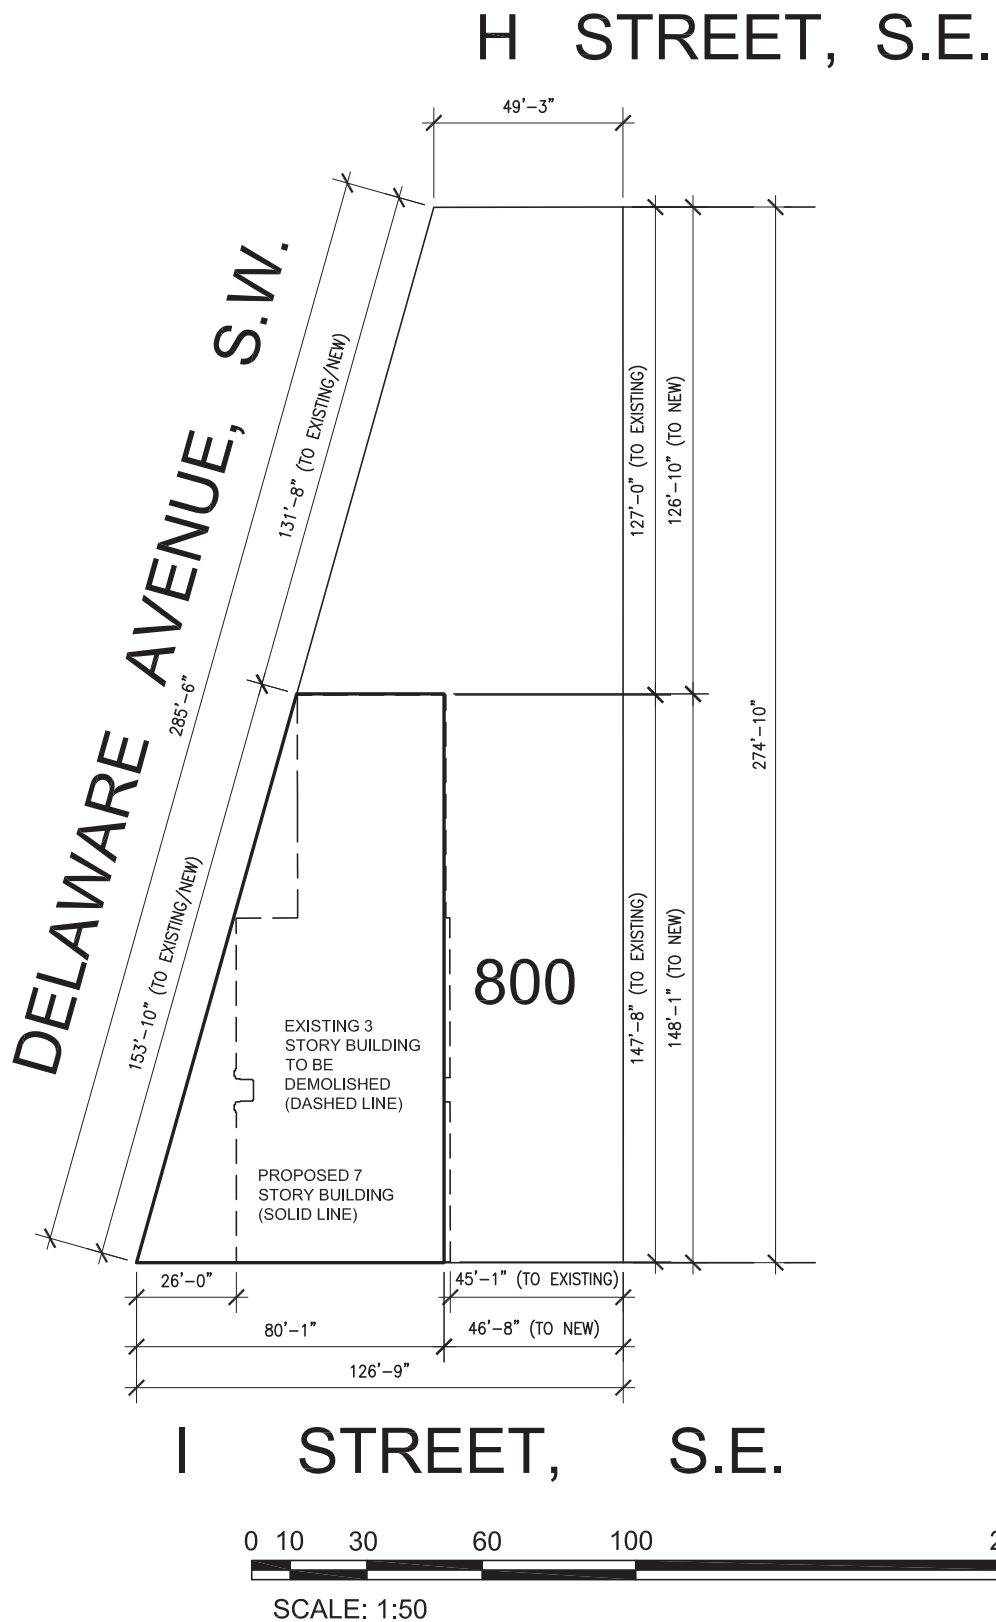 H STREET, S.E.
49'-3"
DELAWARE AVENUE, S.W.
285'-6"
131'-8" (TO EXISTING/NEW)
153'-10" (TO EXISTING/NEW)
127'-0" (TO EXISTING)
126'-10" (TO NEW)
274'-10"
147'-8" (TO EXISTING)
148'-1" (TO NEW)
800
EXISTING 3
STORY BUILDING
TO BE
DEMOLISHED
(DASHED LINE)
PROPOSED 7
STORY BUILDING
(SOLID LINE)
26'-0"
45'-1" (TO EXISTING)
80'-1"
46'-8" (TO NEW)
126'-9"
I STREET, S.E.
0 10 30 60 100
SCALE: 1:50